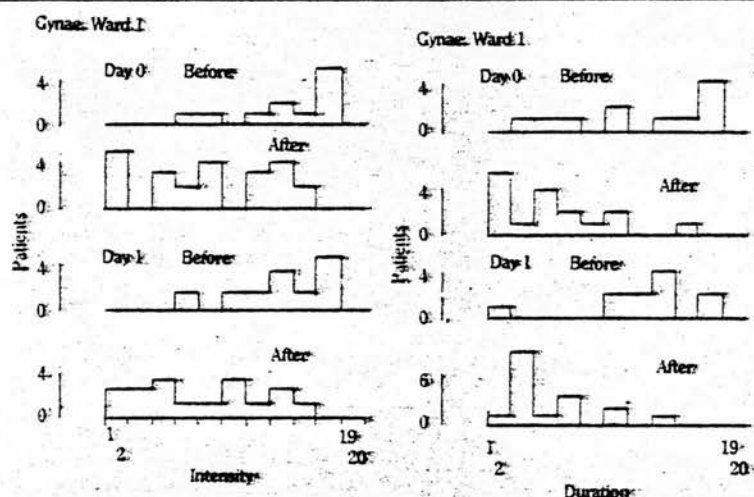 Gynae Ward 1
Day 0 Before
4
0
After
4
0
Day 1 Before
4
0
After
4
0
Patients
1 19
2 20
Intensity
Gynae Ward 1
Day 0 Before
4
0
After
4
0
Day 1 Before
4
0
After
6
0
Patients
1 19
2 20
Duration